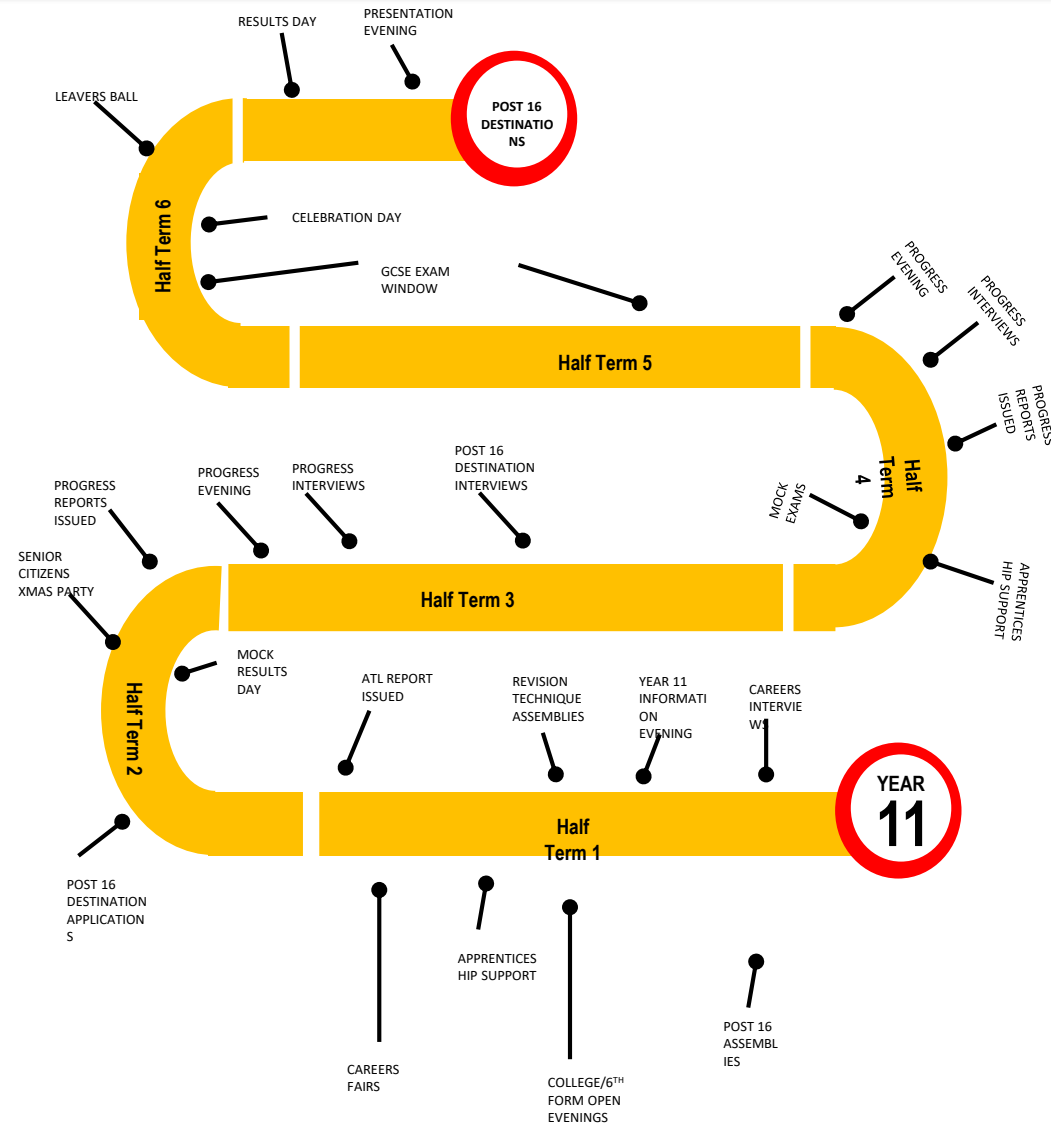 RESULTS DAY
PRESENTATION
EVENING
LEAVERS BALL
POST 16
DESTINATIO
NS
Half Term 6
CELEBRATION DAY
GCSE EXAM
WINDOW
PROGRESS
EVENING
PROGRESS
INTERVIEWS
Half Term 5
PROGRESS
REPORTS
ISSUED
Half
Term
4
MOCK
EXAMS
APPRENTICES
HIP SUPPORT
POST 16
DESTINATION
INTERVIEWS
PROGRESS
INTERVIEWS
PROGRESS
EVENING
PROGRESS
REPORTS
ISSUED
SENIOR
CITIZENS
XMAS PARTY
Half Term 3
MOCK
RESULTS
DAY
Half Term 2
ATL REPORT
ISSUED
REVISION
TECHNIQUE
ASSEMBLIES
YEAR 11
INFORMATI
ON
EVENING
CAREERS
INTERVIE
WS
YEAR
11
Half
Term 1
POST 16
DESTINATION
APPLICATION
S
APPRENTICES
HIP SUPPORT
CAREERS
FAIRS
COLLEGE/6TH
FORM OPEN
EVENINGS
POST 16
ASSEMBL
IES